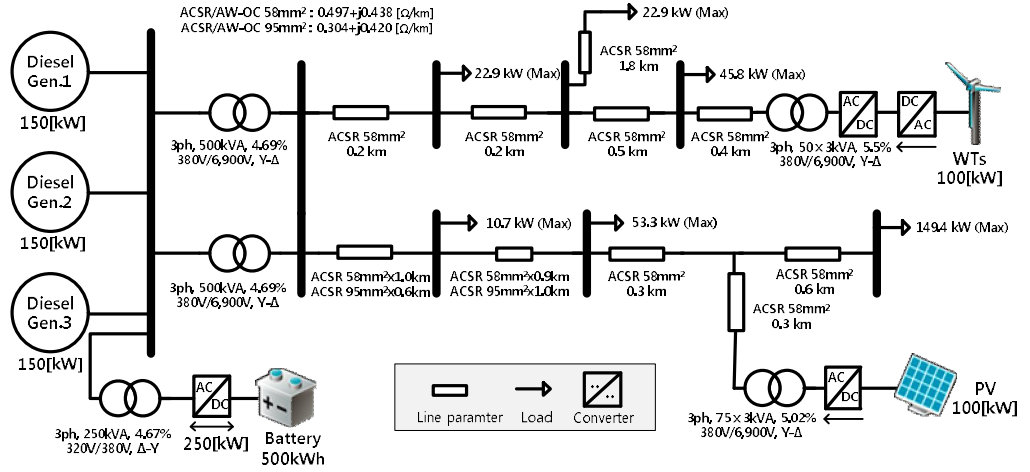 ACSR/AW-OC 58mm² : 0.497+j0.438 [Ω/km]
ACSR/AW-OC 95mm² : 0.304+j0.420 [Ω/km]
22.9 kW (Max)
Diesel
Gen.1
150[kW]
3ph, 500kVA, 4.69%
380V/6,900V, Y-Δ
ACSR 58mm²
0.2 km
22.9 kW (Max)
ACSR 58mm²
0.2 km
ACSR 58mm²
1.8 km
ACSR 58mm²
0.5 km
45.8 kW (Max)
ACSR 58mm²
0.4 km
3ph, 50×3kVA, 5.5%
380V/6,900V, Y-Δ
AC
DC
DC
AC
WTs
100[kW]
Diesel
Gen.2
150[kW]
3ph, 500kVA, 4.69%
380V/6,900V, Y-Δ
ACSR 58mm²x1.0km
ACSR 95mm²x0.6km
10.7 kW (Max)
ACSR 58mm²x0.9km
ACSR 95mm²x1.0km
53.3 kW (Max)
ACSR 58mm²
0.3 km
ACSR 58mm²
0.6 km
149.4 kW (Max)
ACSR 58mm²
0.3 km
Diesel
Gen.3
150[kW]
3ph, 250kVA, 4.67%
320V/380V, Δ-Y
AC
DC
250[kW]
Battery
500kWh
Line paramter
Load
Converter
3ph, 75×3kVA, 5.02%
380V/6,900V, Y-Δ
AC
DC
PV
100[kW]